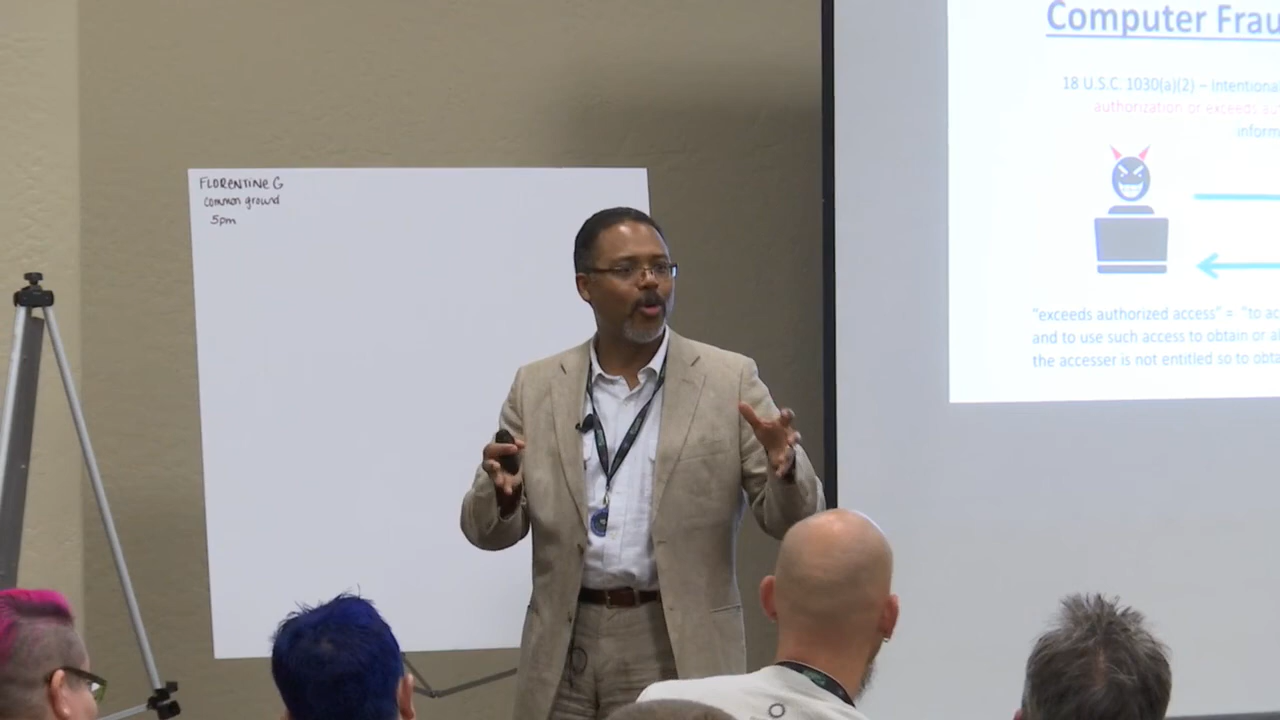 FLORENTINE G
common ground
5pm
Computer Frau
18 U.S.C. 1030(a)(2) – Intentiona
authorization or exceeds au
inform
"exceeds authorized access" = "to ac
and to use such access to obtain or al
the accesser is not entitled so to obta